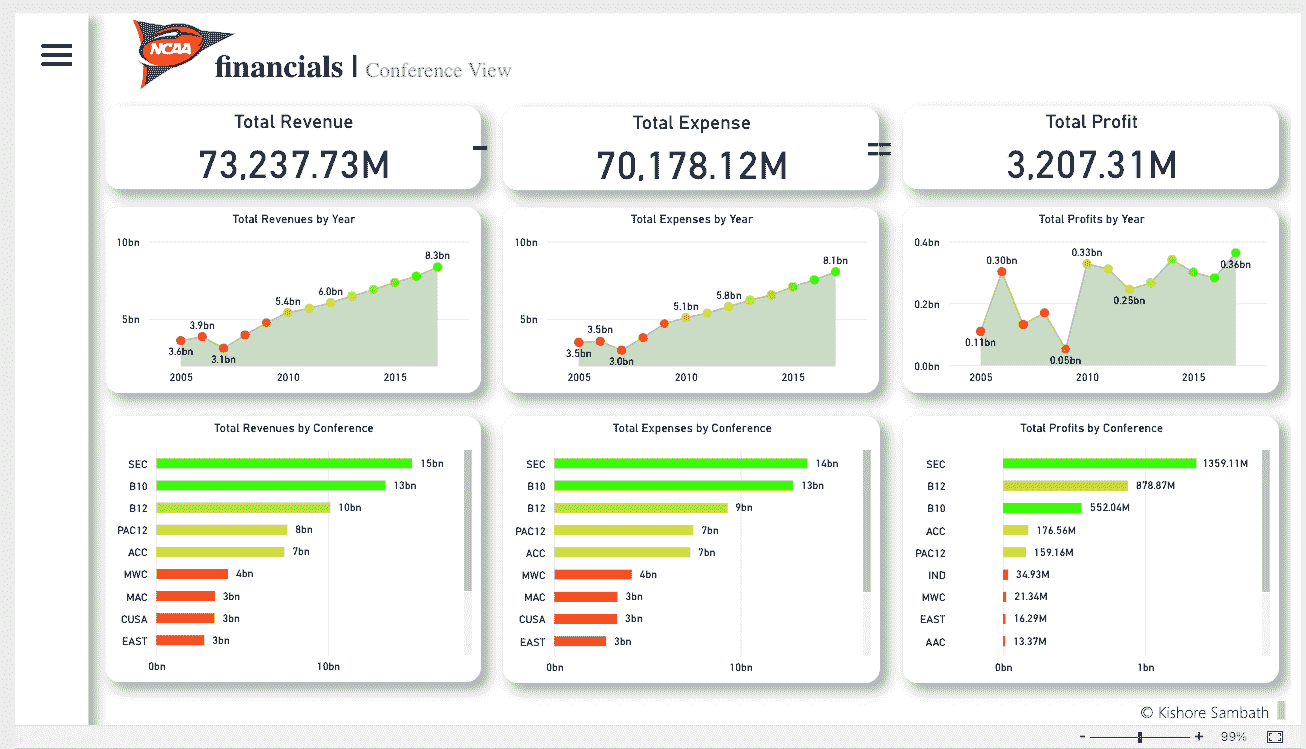 NCAA
financials | Conference View
Total Revenue
73,237.73M
-
Total Expense
70,178.12M
=
Total Profit
3,207.31M
Total Revenues by Year
10bn
5bn
3.6bn
3.9bn
3.1bn
5.4bn
6.0bn
8.3bn
2005
2010
2015
Total Expenses by Year
10bn
5bn
3.5bn
3.5bn
3.0bn
5.1bn
5.8bn
8.1bn
2005
2010
2015
Total Profits by Year
0.4bn
0.2bn
0.0bn
0.11bn
0.30bn
0.05bn
0.33bn
0.25bn
0.36bn
2005
2010
2015
Total Revenues by Conference
SEC 15bn
B10 13bn
B12 10bn
PAC12 8bn
ACC 7bn
MWC 4bn
MAC 3bn
CUSA 3bn
EAST 3bn
0bn 10bn
Total Expenses by Conference
SEC 14bn
B10 13bn
B12 9bn
PAC12 7bn
ACC 7bn
MWC 4bn
MAC 3bn
CUSA 3bn
EAST 3bn
0bn 10bn
Total Profits by Conference
SEC 1359.11M
B12 878.87M
B10 552.04M
ACC 176.56M
PAC12 159.16M
IND 34.93M
MWC 21.34M
EAST 16.29M
AAC 13.37M
0bn 1bn
© Kishore Sambath
- + 99%